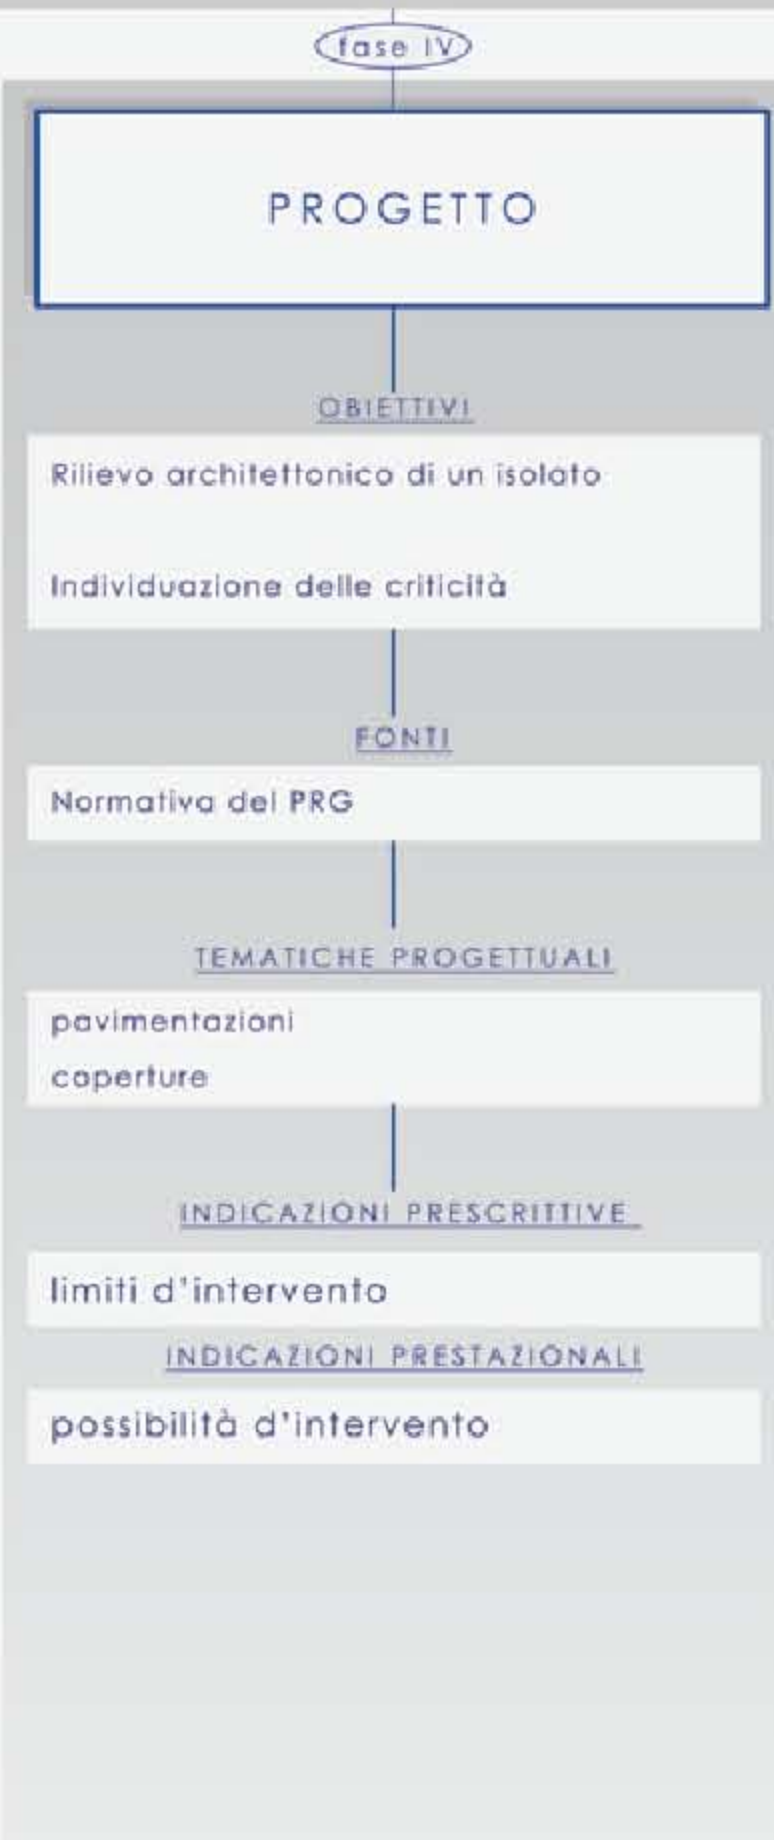 fase IV
PROGETTO
OBIETTIVI
Rilievo architettonico di un isolato
Individuazione delle criticità
FONTI
Normativa del PRG
TEMATICHE PROGETTUALI
pavimentazioni
coperture
INDICAZIONI PRESCRITTIVE
limiti d'intervento
INDICAZIONI PRESTAZIONALI
possibilità d'intervento